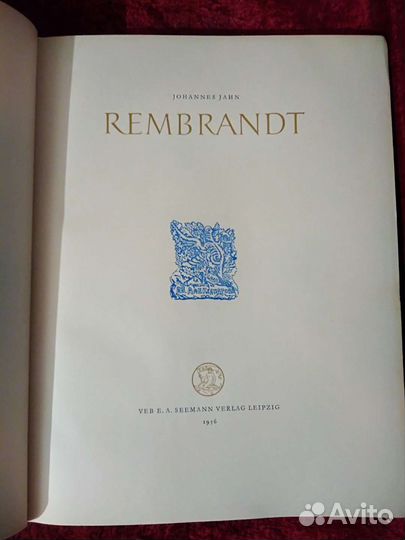 JOHANNES JAHN
REMBRANDT
VEB E. A. SEEMANN VERLAG LEIPZIG
1956
Avito